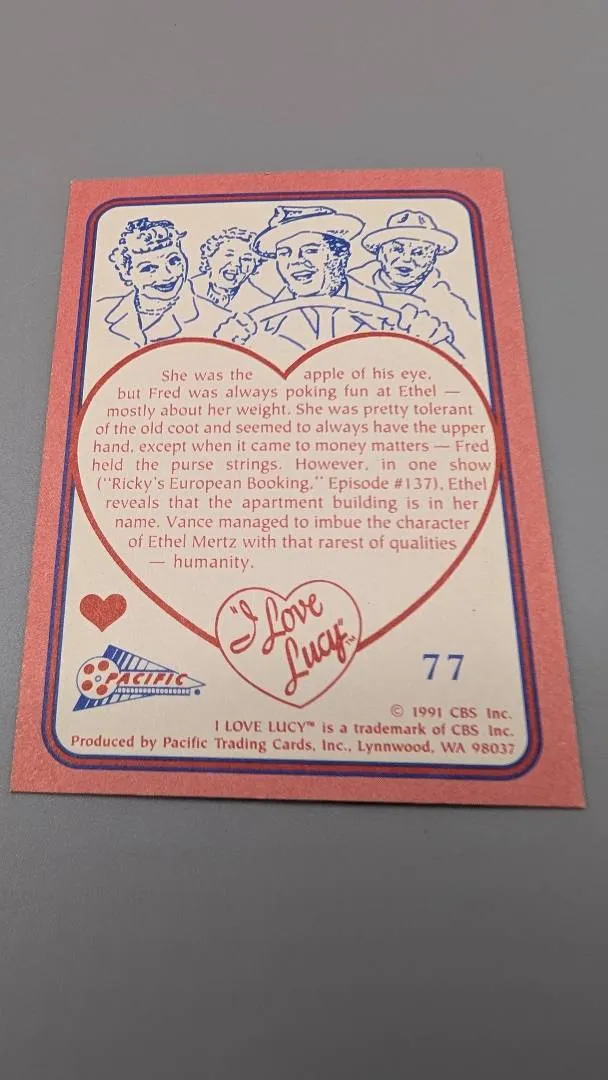 She was the apple of his eye,
but Fred was always poking fun at Ethel —
mostly about her weight. She was pretty tolerant
of the old coot and seemed to always have the upper
hand, except when it came to money matters — Fred
held the purse strings. However, in one show
("Ricky's European Booking," Episode #137), Ethel
reveals that the apartment building is in her
name. Vance managed to imbue the character
of Ethel Mertz with that rarest of qualities
— humanity.
"I Love
Lucy"™
PACIFIC
77
© 1991 CBS Inc.
I LOVE LUCY™ is a trademark of CBS Inc.
Produced by Pacific Trading Cards, Inc., Lynnwood, WA 98037